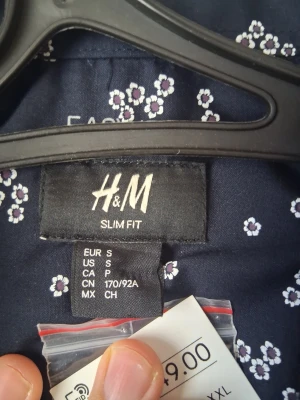 H&M
SLIM FIT
EUR S
US S
CA P
CN 170/92A
MX CH
9.00
XXL